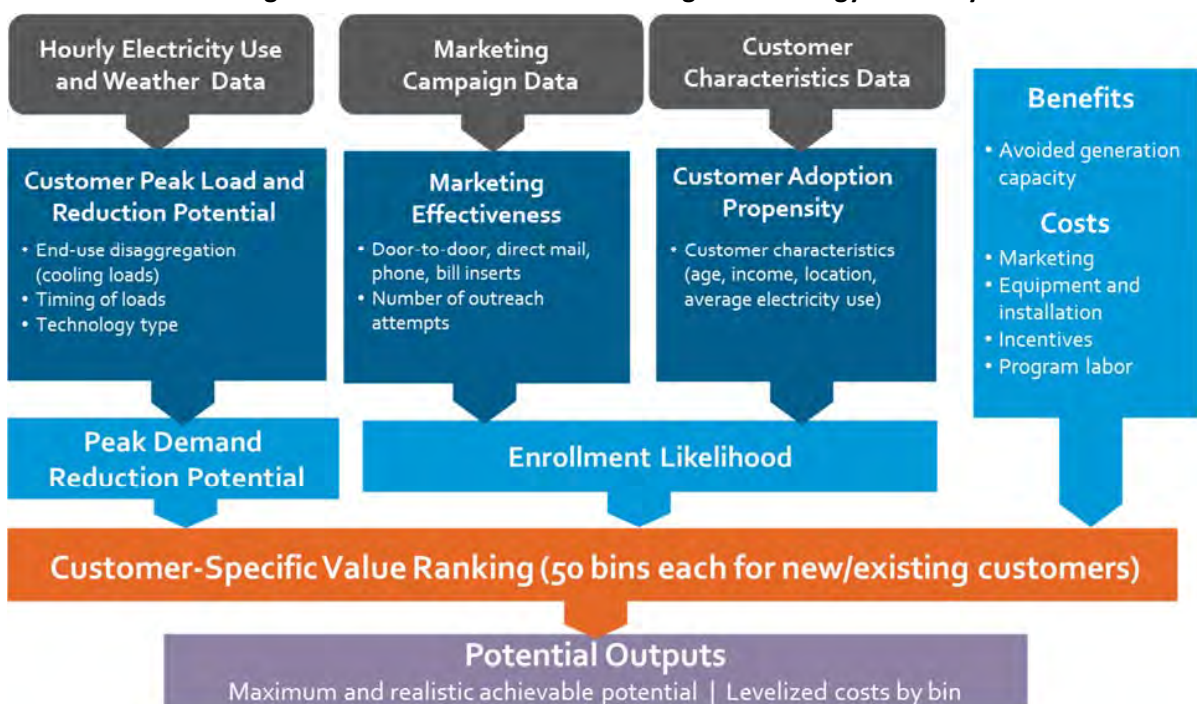 Hourly Electricity Use
and Weather Data
Marketing
Campaign Data
Customer
Characteristics Data
Customer Peak Load and
Reduction Potential
• End-use disaggregation
(cooling loads)
• Timing of loads
• Technology type
Marketing
Effectiveness
• Door-to-door, direct mail,
phone, bill inserts
• Number of outreach
attempts
Customer Adoption
Propensity
• Customer characteristics
(age, income, location,
average electricity use)
Benefits
• Avoided generation
capacity
Costs
• Marketing
• Equipment and
installation
• Incentives
• Program labor
Peak Demand
Reduction Potential
Enrollment Likelihood
Customer-Specific Value Ranking (50 bins each for new/existing customers)
Potential Outputs
Maximum and realistic achievable potential | Levelized costs by bin